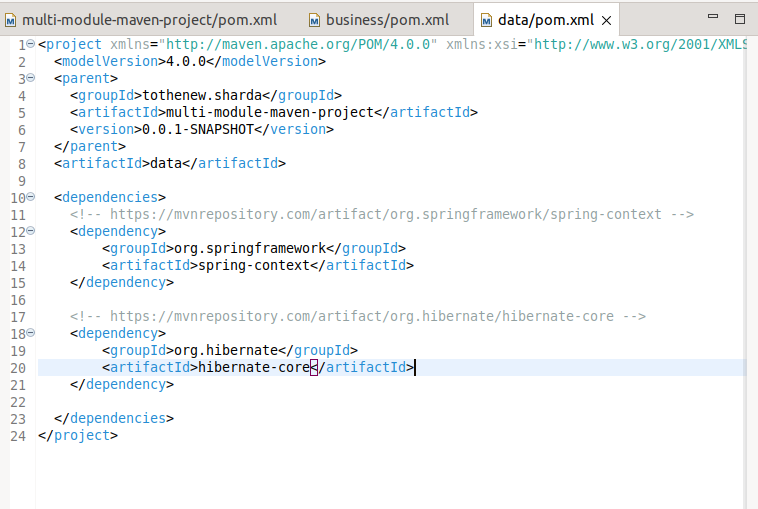 multi-module-maven-project/pom.xml business/pom.xml data/pom.xml
1 <project xmlns="http://maven.apache.org/POM/4.0.0" xmlns:xsi="http://www.w3.org/2001/XMLS
2 <modelVersion>4.0.0</modelVersion>
3 <parent>
4 <groupId>tothenew.sharda</groupId>
5 <artifactId>multi-module-maven-project</artifactId>
6 <version>0.0.1-SNAPSHOT</version>
7 </parent>
8 <artifactId>data</artifactId>
9
10 <dependencies>
11 <!-- https://mvnrepository.com/artifact/org.springframework/spring-context -->
12 <dependency>
13 <groupId>org.springframework</groupId>
14 <artifactId>spring-context</artifactId>
15 </dependency>
16
17 <!-- https://mvnrepository.com/artifact/org.hibernate/hibernate-core -->
18 <dependency>
19 <groupId>org.hibernate</groupId>
20 <artifactId>hibernate-core</artifactId>
21 </dependency>
22
23 </dependencies>
24 </project>